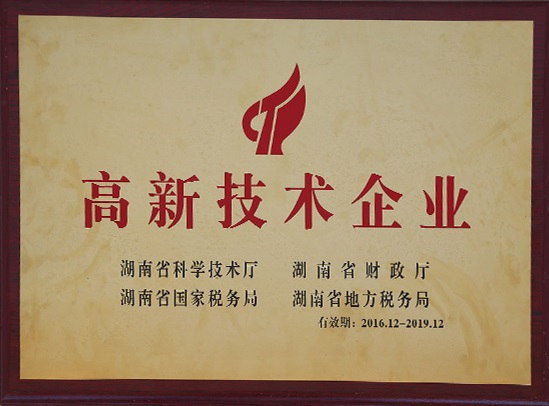 高新技术企业
湖南省科学技术厅 湖南省财政厅
湖南省国家税务局 湖南省地方税务局
有效期：2016.12-2019.12